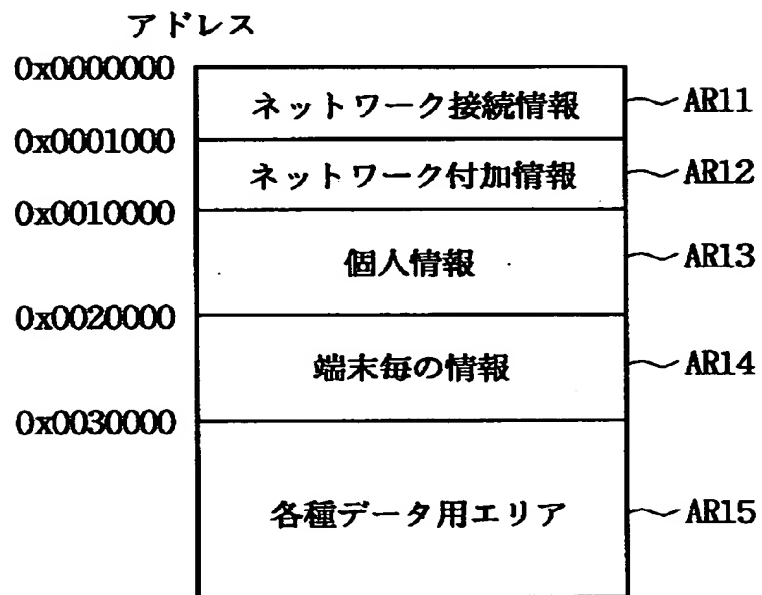 アドレス
0x0000000
ネットワーク接続情報 AR11
0x0001000
ネットワーク付加情報 AR12
0x0010000
個人情報 AR13
0x0020000
端末毎の情報 AR14
0x0030000
各種データ用エリア AR15